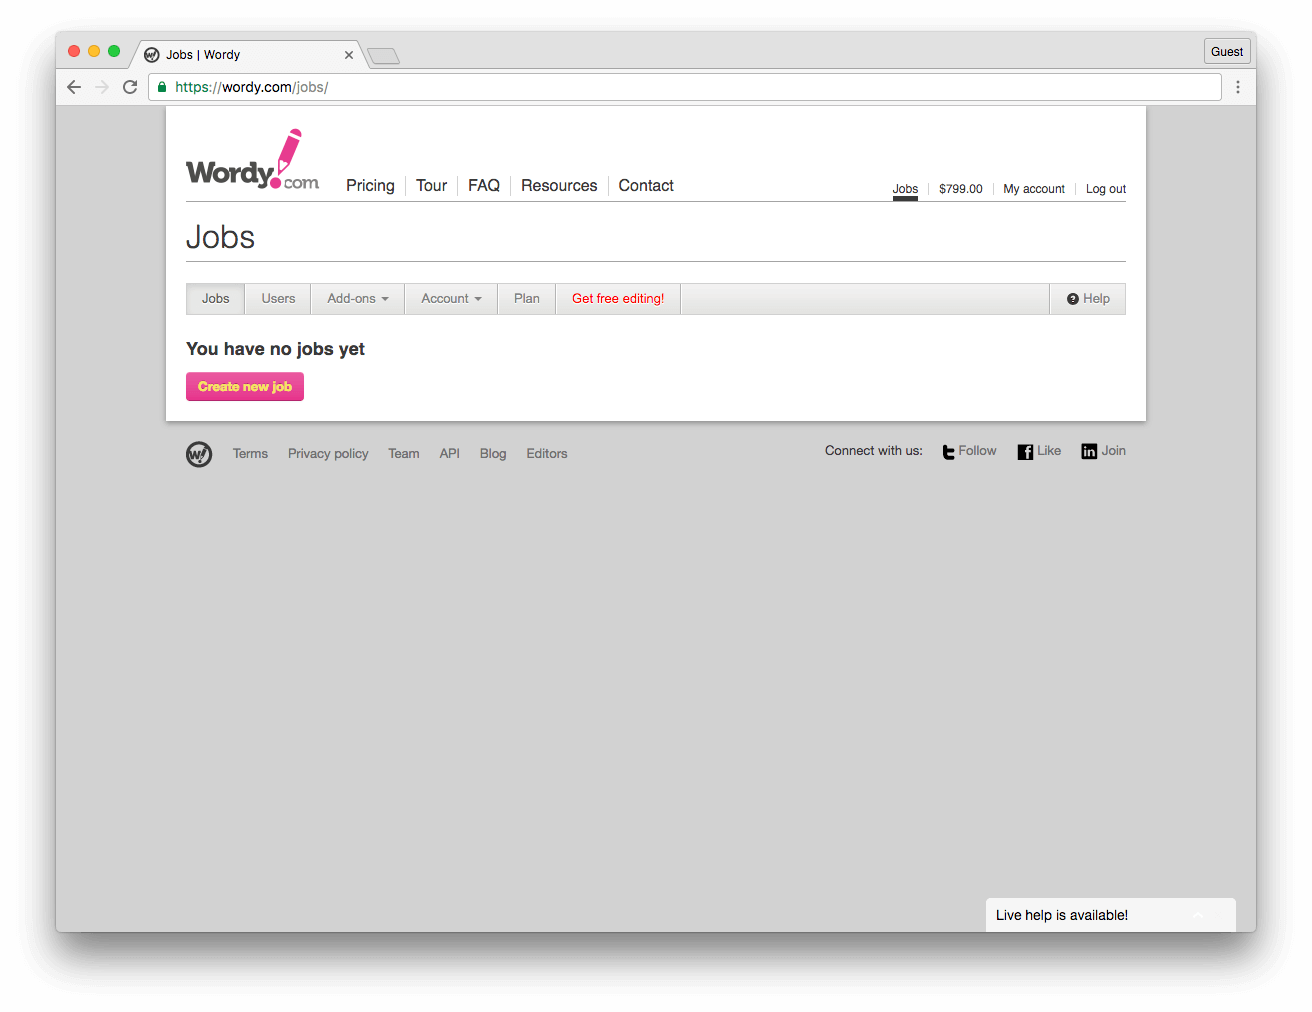 Jobs | Wordy
Guest
https://wordy.com/jobs/
Wordy.com
Pricing Tour FAQ Resources Contact
Jobs $799.00 My account Log out
Jobs
Jobs Users Add-ons Account Plan Get free editing! Help
You have no jobs yet
Create new job
Terms Privacy policy Team API Blog Editors
Connect with us: Follow Like Join
Live help is available!